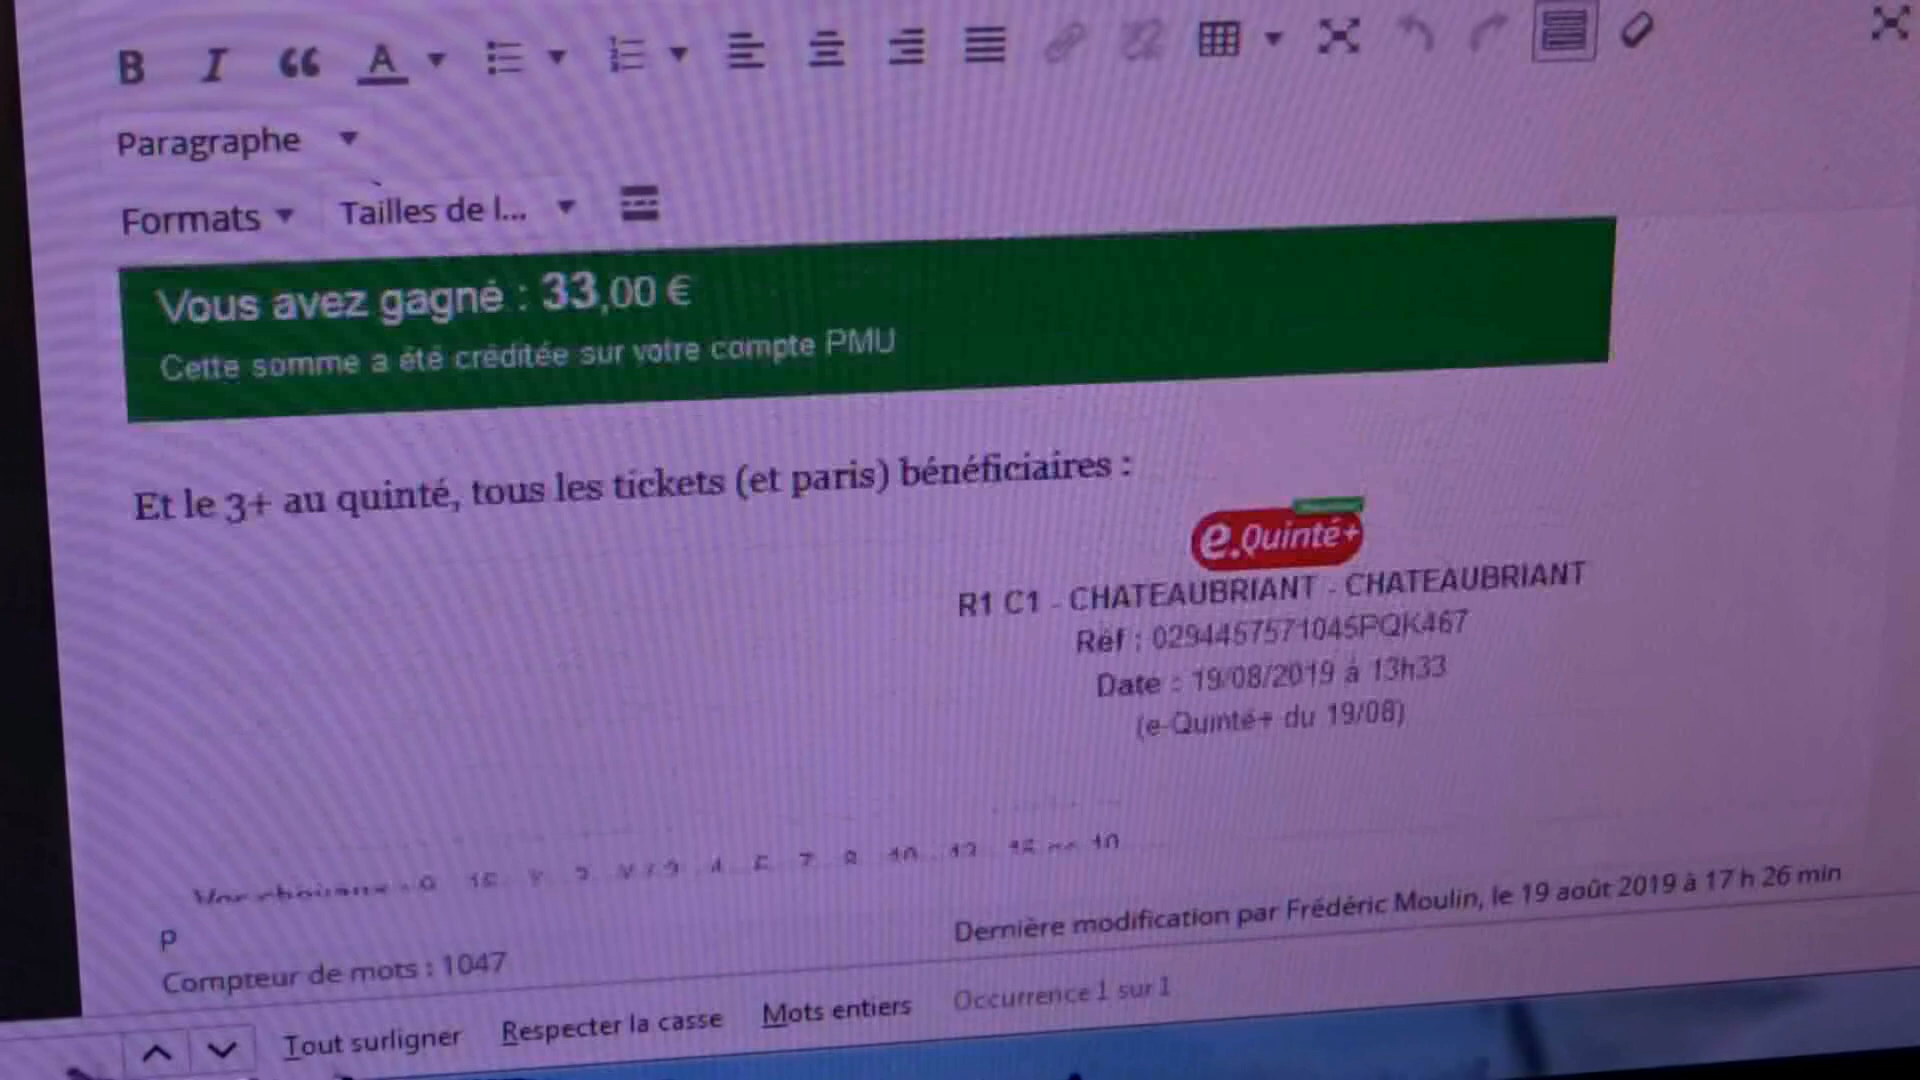 B I A
Paragraphe
Formats Tailles de l...
Vous avez gagné : 33,00 €
Cette somme a été créditée sur votre compte PMU
Et le 3+ au quinté, tous les tickets (et paris) bénéficiaires :
e.Quinté+
R1 C1 - CHATEAUBRIANT - CHATEAUBRIANT
Réf : 0294457571045PQK467
Date : 19/08/2019 à 13h33
(e-Quinté+ du 19/08)
P
Dernière modification par Frédéric Moulin, le 19 août 2019 à 17 h 26 min
Compteur de mots : 1047
Tout surligner Respecter la casse Mots entiers Occurrence 1 sur 1